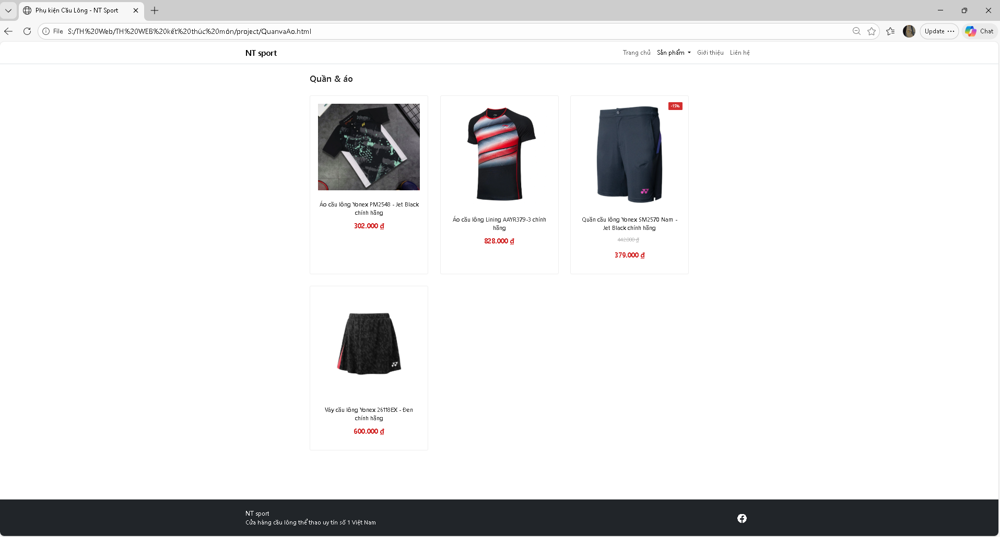 Phụ kiện Cầu Lông - NT Sport
File S:/TH%20Web/TH%20WEB%20kết%20thúc%20môn/project/QuanvaAo.html
Update
Chat
NT sport
Trang chủ Sản phẩm Giới thiệu Liên hệ
Quần & áo
Áo cầu lông Yonex PM2548 - Jet Black
chính hãng
302.000 ₫
Áo cầu lông Lining AAYR379-3 chính
hãng
828.000 ₫
-15%
Quần cầu lông Yonex SM2570 Nam -
Jet Black chính hãng
442.000 ₫
379.000 ₫
Váy cầu lông Yonex 26118EX - Đen
chính hãng
600.000 ₫
NT sport
Cửa hàng cầu lông thể thao uy tín số 1 Việt Nam